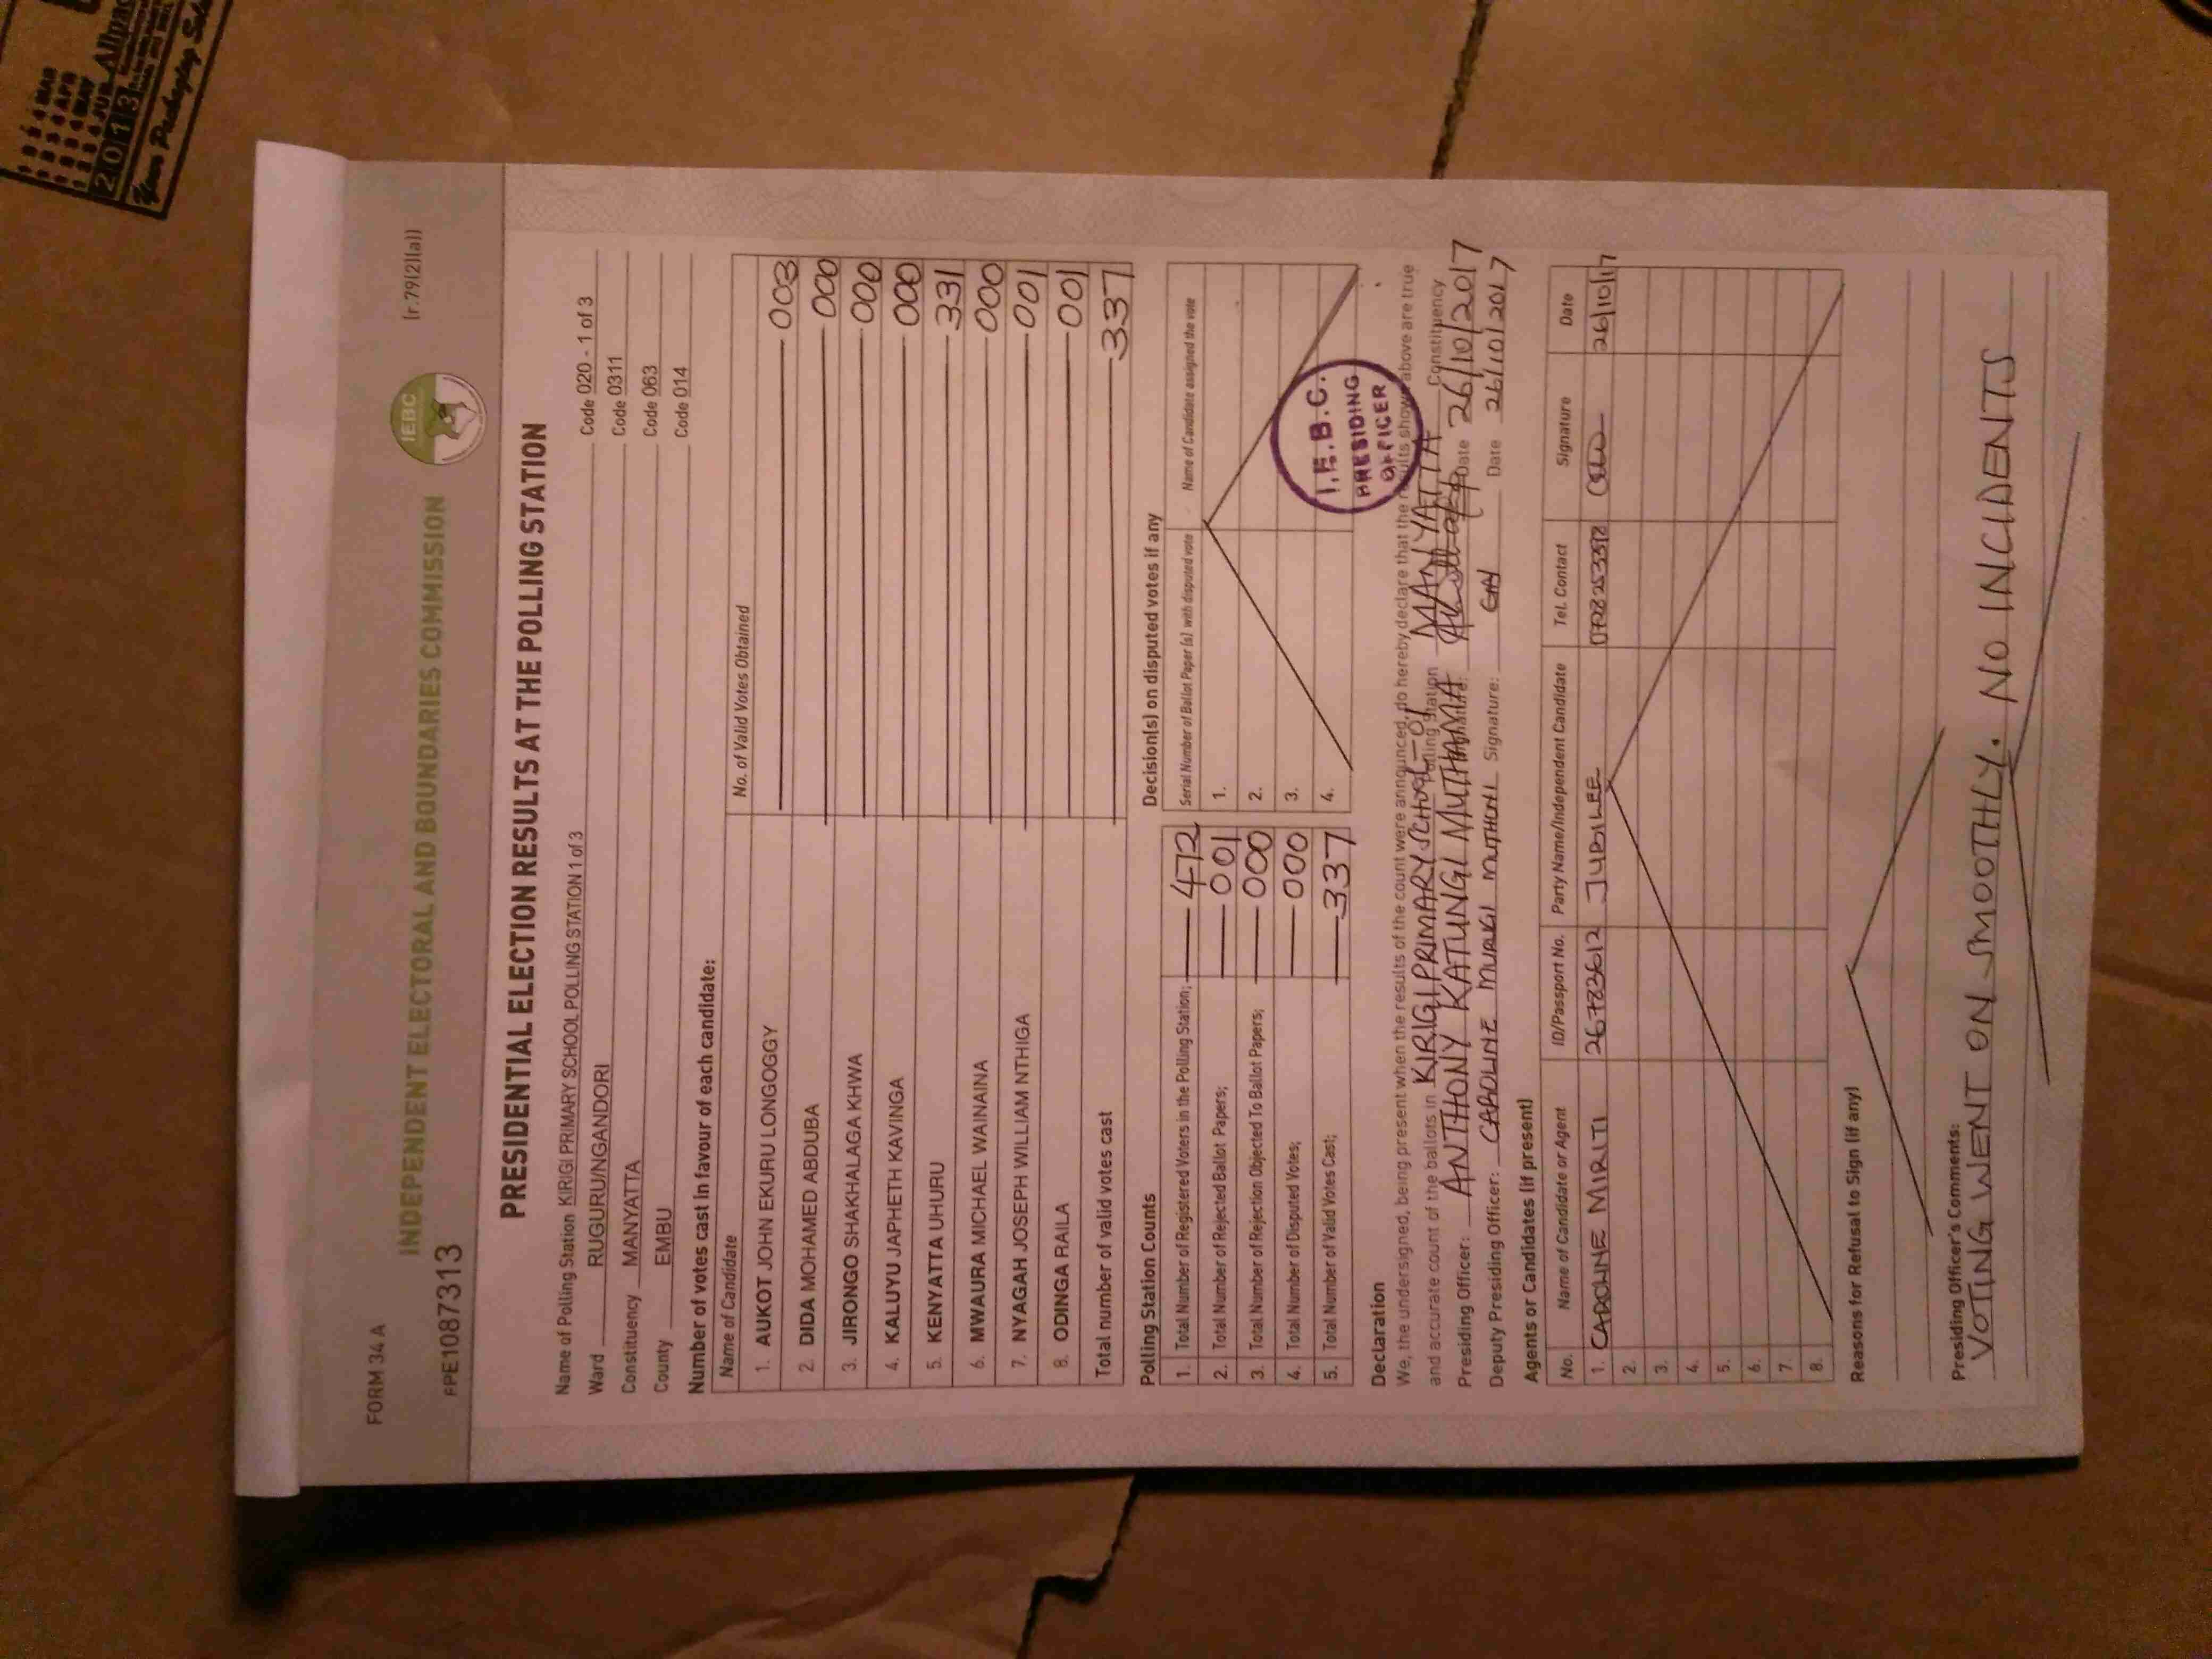 FORM 34 A
(r.79(2)(a))
INDEPENDENT ELECTORAL AND BOUNDARIES COMMISSION
IEBC
FPE1087313
PRESIDENTIAL ELECTION RESULTS AT THE POLLING STATION
Name of Polling Station KIRIGI PRIMARY SCHOOL POLLING STATION 1 of 3 Code 020 - 1 of 3
Ward RUGURU/NGANDORI Code 0311
Constituency MANYATTA Code 063
County EMBU Code 014
Number of votes cast in favour of each candidate:
Name of Candidate No. of Valid Votes Obtained
1. AUKOT JOHN EKURU LONGOGGY 003
2. DIDA MOHAMED ABDUBA 000
3. JIRONGO SHAKHALAGA KHWA 000
4. KALUYU JAPHETH KAVINGA 000
5. KENYATTA UHURU 331
6. MWAURA MICHAEL WAINAINA 000
7. NYAGAH JOSEPH WILLIAM NTHIGA 001
8. ODINGA RAILA 001
Total number of valid votes cast 337
Polling Station Counts
1. Total Number of Registered Voters in the Polling Station; 472
2. Total Number of Rejected Ballot Papers; 001
3. Total Number of Rejection Objected To Ballot Papers; 000
4. Total Number of Disputed Votes; 000
5. Total Number of Valid Votes Cast; 337
Decision(s) on disputed votes if any
Serial Number of Ballot Paper (s) with disputed vote Name of Candidate assigned the vote
1.
2.
3.
4.
I.E.B.C.
PRESIDING
OFFICER
Declaration
We, the undersigned, being present when the results of the count were announced, do hereby declare that the results shown above are true
and accurate count of the ballots in KIRIGI PRIMARY SCHOOL Polling Station MANYATTA Constituency
Presiding Officer: ANTHONY KATUNGI MUTHAMA Signature: Date 26/10/2017
Deputy Presiding Officer: CAROLINE MURUGI MUTHONI Signature: Date 26/10/2017
Agents or Candidates (if present)
No. Name of Candidate or Agent ID/Passport No. Party Name/Independent Candidate Tel. Contact Signature Date
1. CAROLINE MIRITI 26783612 JUBILEE 26/10/17
2.
3.
4.
5.
6.
7.
8.
Reasons for Refusal to Sign (if any)
Presiding Officer's Comments:
VOTING WENT ON SMOOTHLY. NO INCIDENTS
2013
Your Packaging